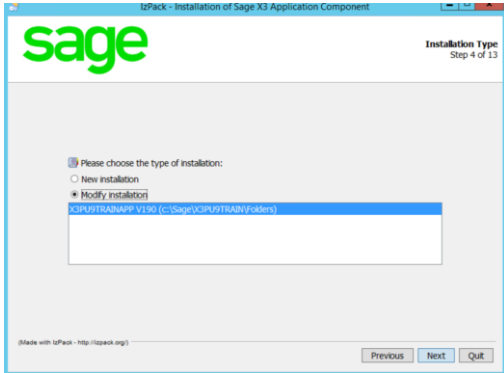 IzPack - Installation of Sage X3 Application Component
sage
Installation Type
Step 4 of 13
Please choose the type of installation:
New installation
Modify installation
X3PU9TRAINAPP V190 (c:\Sage\X3PU9TRAIN\Folders)
(Made with IzPack - http://izpack.org/)
Previous Next Quit